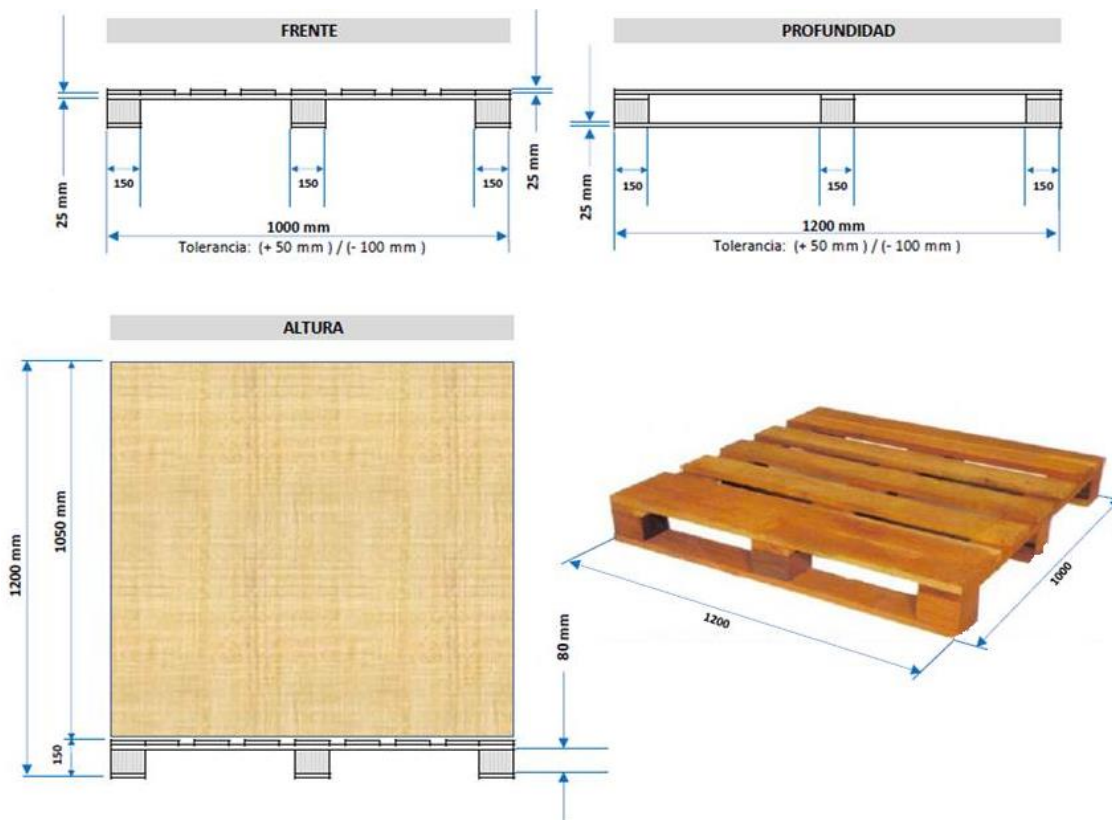 FRENTE
25 mm
150
150
150
25 mm
1000 mm
Tolerancia: (+ 50 mm ) / (- 100 mm )
PROFUNDIDAD
25 mm
150
150
150
1200 mm
Tolerancia: (+ 50 mm ) / (- 100 mm )
ALTURA
1200 mm
1050 mm
150
80 mm
1200
1000